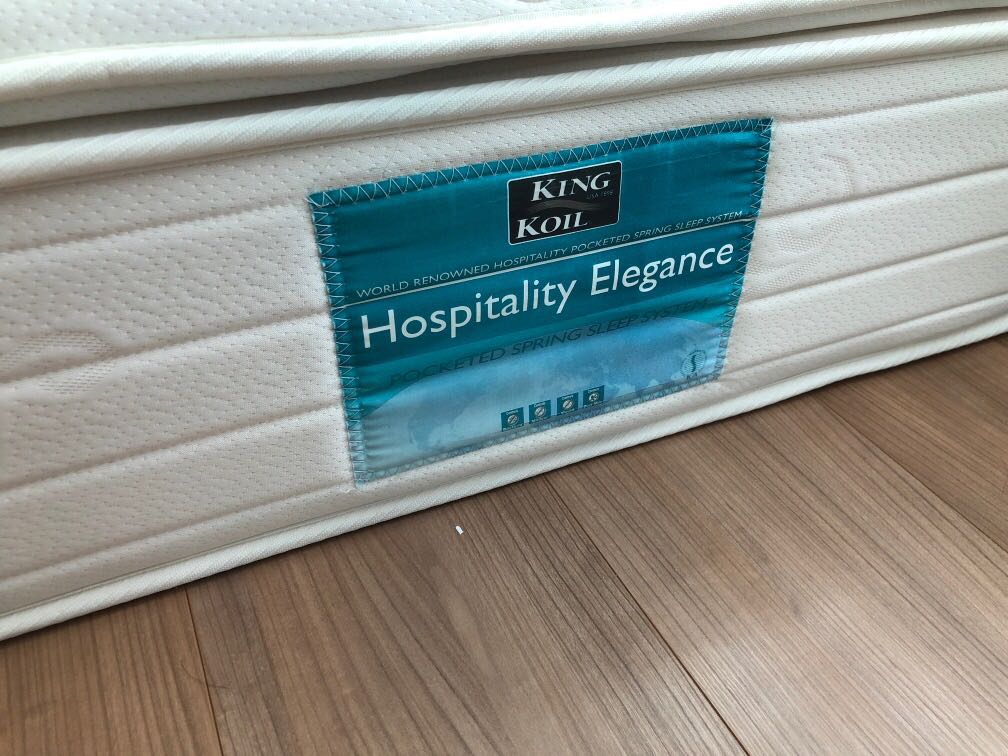 KING
USA 1898
KOIL
WORLD RENOWNED HOSPITALITY POCKETED SPRING SLEEP SYSTEM
Hospitality Elegance
POCKETED SPRING SLEEP SYSTEM